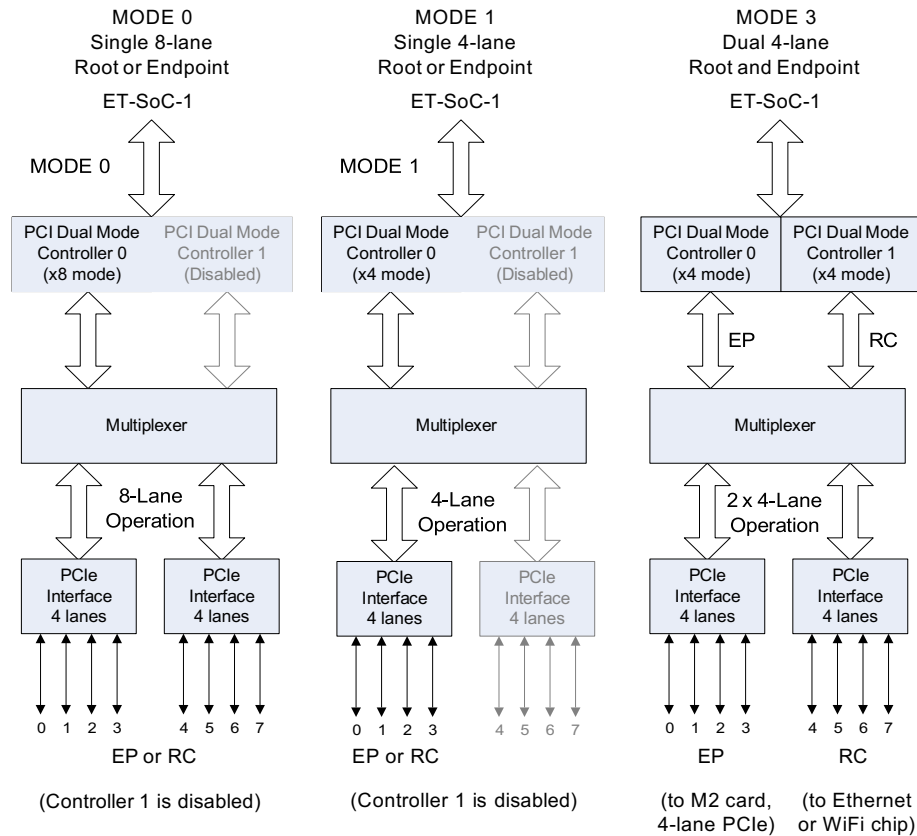 MODE 0
Single 8-lane
Root or Endpoint
ET-SoC-1
MODE 0
PCI Dual Mode
Controller 0
(x8 mode)
PCI Dual Mode
Controller 1
(Disabled)
Multiplexer
8-Lane
Operation
PCIe
Interface
4 lanes
PCIe
Interface
4 lanes
0 1 2 3 4 5 6 7
EP or RC
(Controller 1 is disabled)
MODE 1
Single 4-lane
Root or Endpoint
ET-SoC-1
MODE 1
PCI Dual Mode
Controller 0
(x4 mode)
PCI Dual Mode
Controller 1
(Disabled)
Multiplexer
4-Lane
Operation
PCIe
Interface
4 lanes
PCIe
Interface
4 lanes
0 1 2 3 4 5 6 7
EP or RC
(Controller 1 is disabled)
MODE 3
Dual 4-lane
Root and Endpoint
ET-SoC-1
PCI Dual Mode
Controller 0
(x4 mode)
PCI Dual Mode
Controller 1
(x4 mode)
EP
RC
Multiplexer
2 x 4-Lane
Operation
PCIe
Interface
4 lanes
PCIe
Interface
4 lanes
0 1 2 3 4 5 6 7
EP
(to M2 card,
4-lane PCIe)
RC
(to Ethernet
or WiFi chip)